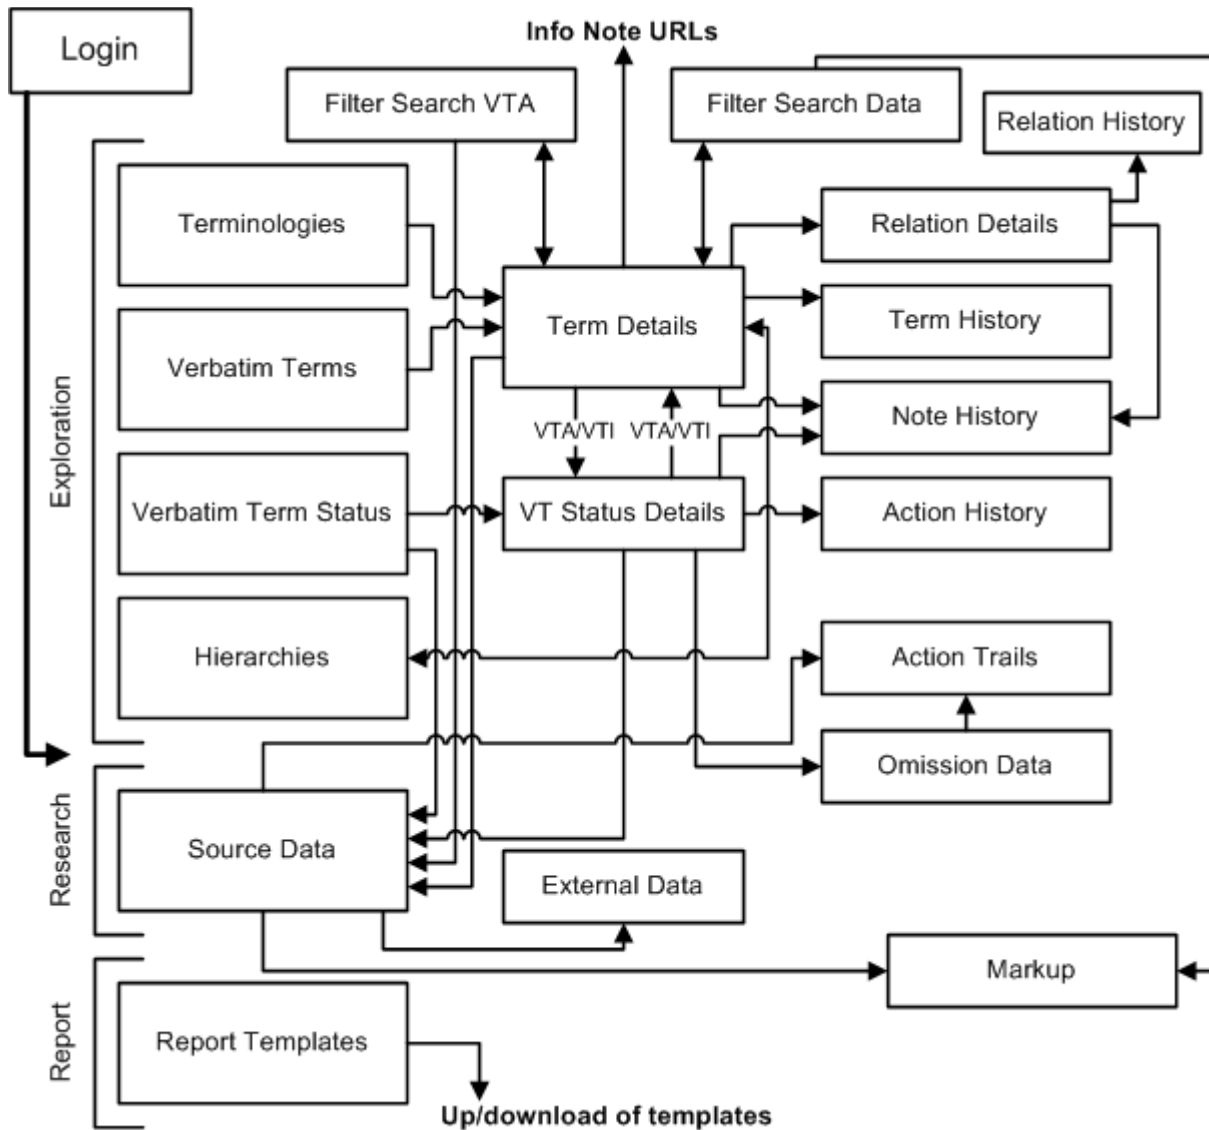 Login
Info Note URLs
Filter Search VTA
Filter Search Data
Relation History
Exploration
Terminologies
Relation Details
Term Details
Term History
Verbatim Terms
Note History
VTA/VTI
VTA/VTI
Verbatim Term Status
VT Status Details
Action History
Hierarchies
Action Trails
Omission Data
Research
Source Data
External Data
Markup
Report
Report Templates
Up/download of templates